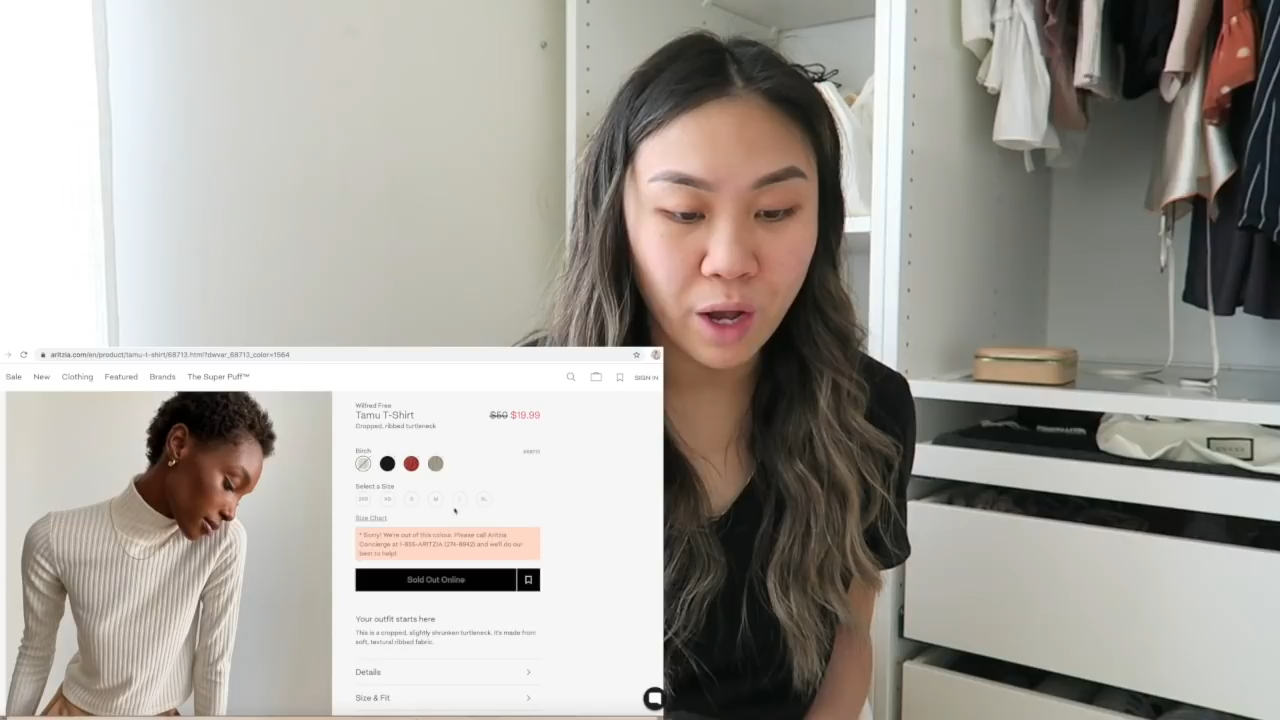 aritzia.com/en/product/tamu-t-shirt/68713.html?dwvar_68713_color=1564
Sale New Clothing Featured Brands The Super Puff™ SIGN IN
Wilfred Free
Tamu T-Shirt $50 $19.99
Cropped, ribbed turtleneck
Birch
Select a Size
2XS XS S M L XL
Size Chart
* Sorry! We're out of this colour. Please call Aritzia
Concierge at 1-855-ARITZIA (274-8942) and we'll do our
best to help!
Sold Out Online
Your outfit starts here
This is a cropped, slightly shrunken turtleneck. It's made from
soft, textural ribbed fabric.
Details
Size & Fit